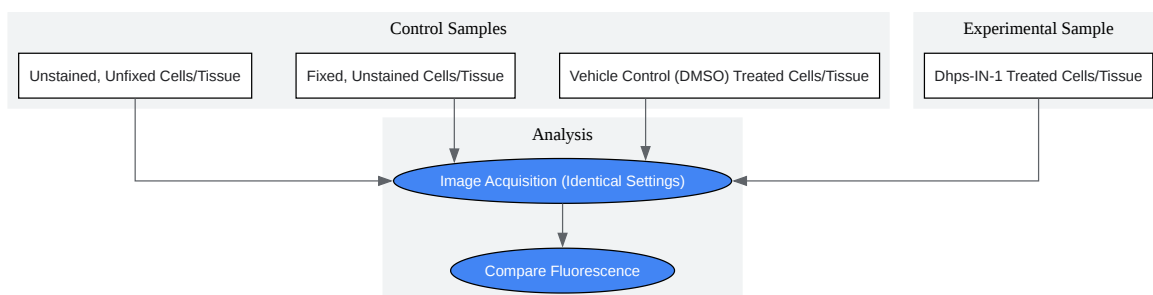 Control Samples
Experimental Sample
Unstained, Unfixed Cells/Tissue
Fixed, Unstained Cells/Tissue
Vehicle Control (DMSO) Treated Cells/Tissue
Dhps-IN-1 Treated Cells/Tissue
Analysis
Image Acquisition (Identical Settings)
Compare Fluorescence